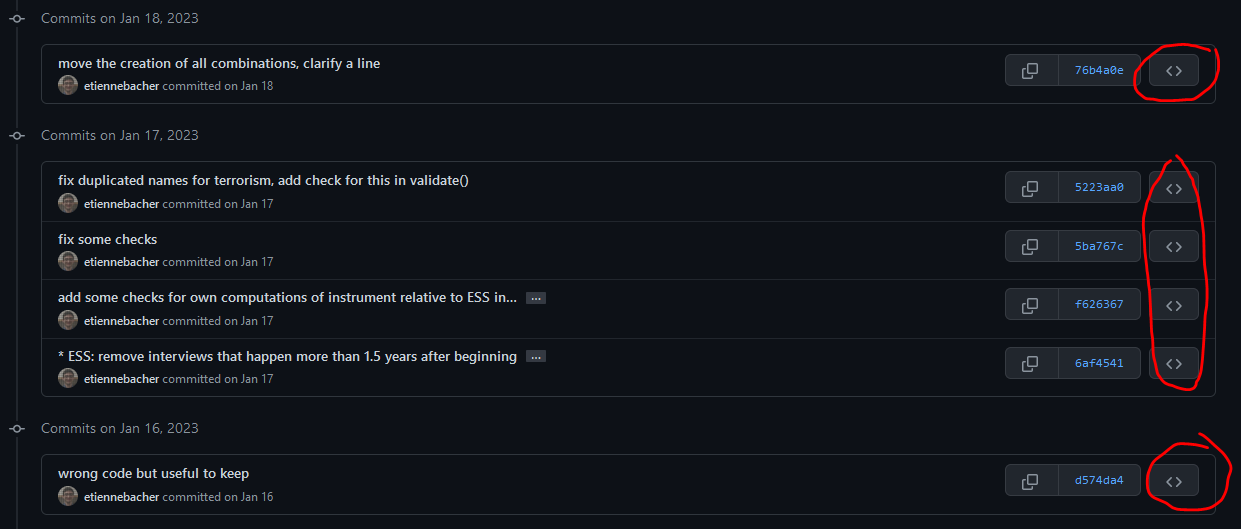 Commits on Jan 18, 2023
move the creation of all combinations, clarify a line
76b4a0e
etiennebacher committed on Jan 18
Commits on Jan 17, 2023
fix duplicated names for terrorism, add check for this in validate()
5223aa0
etiennebacher committed on Jan 17
fix some checks
5ba767c
etiennebacher committed on Jan 17
add some checks for own computations of instrument relative to ESS in... ...
f626367
etiennebacher committed on Jan 17
* ESS: remove interviews that happen more than 1.5 years after beginning ...
6af4541
etiennebacher committed on Jan 17
Commits on Jan 16, 2023
wrong code but useful to keep
d574da4
etiennebacher committed on Jan 16